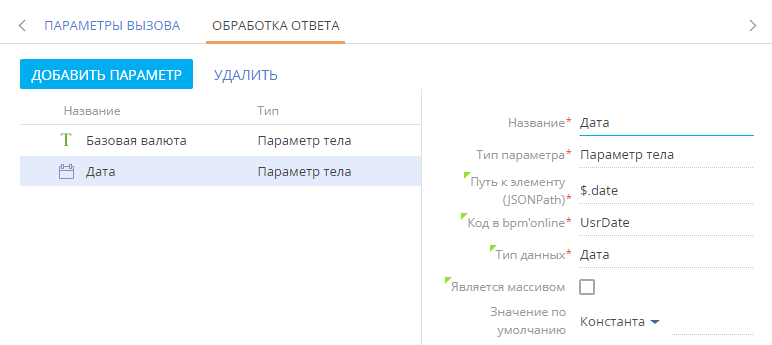 ПАРАМЕТРЫ ВЫЗОВА ОБРАБОТКА ОТВЕТА
ДОБАВИТЬ ПАРАМЕТР УДАЛИТЬ
Название Тип
T Базовая валюта Параметр тела
Дата Параметр тела
Название* Дата
Тип параметра* Параметр тела
Путь к элементу
(JSONPath)* $.date
Код в bpm'online* UsrDate
Тип данных* Дата
Является массивом
Значение по
умолчанию Константа